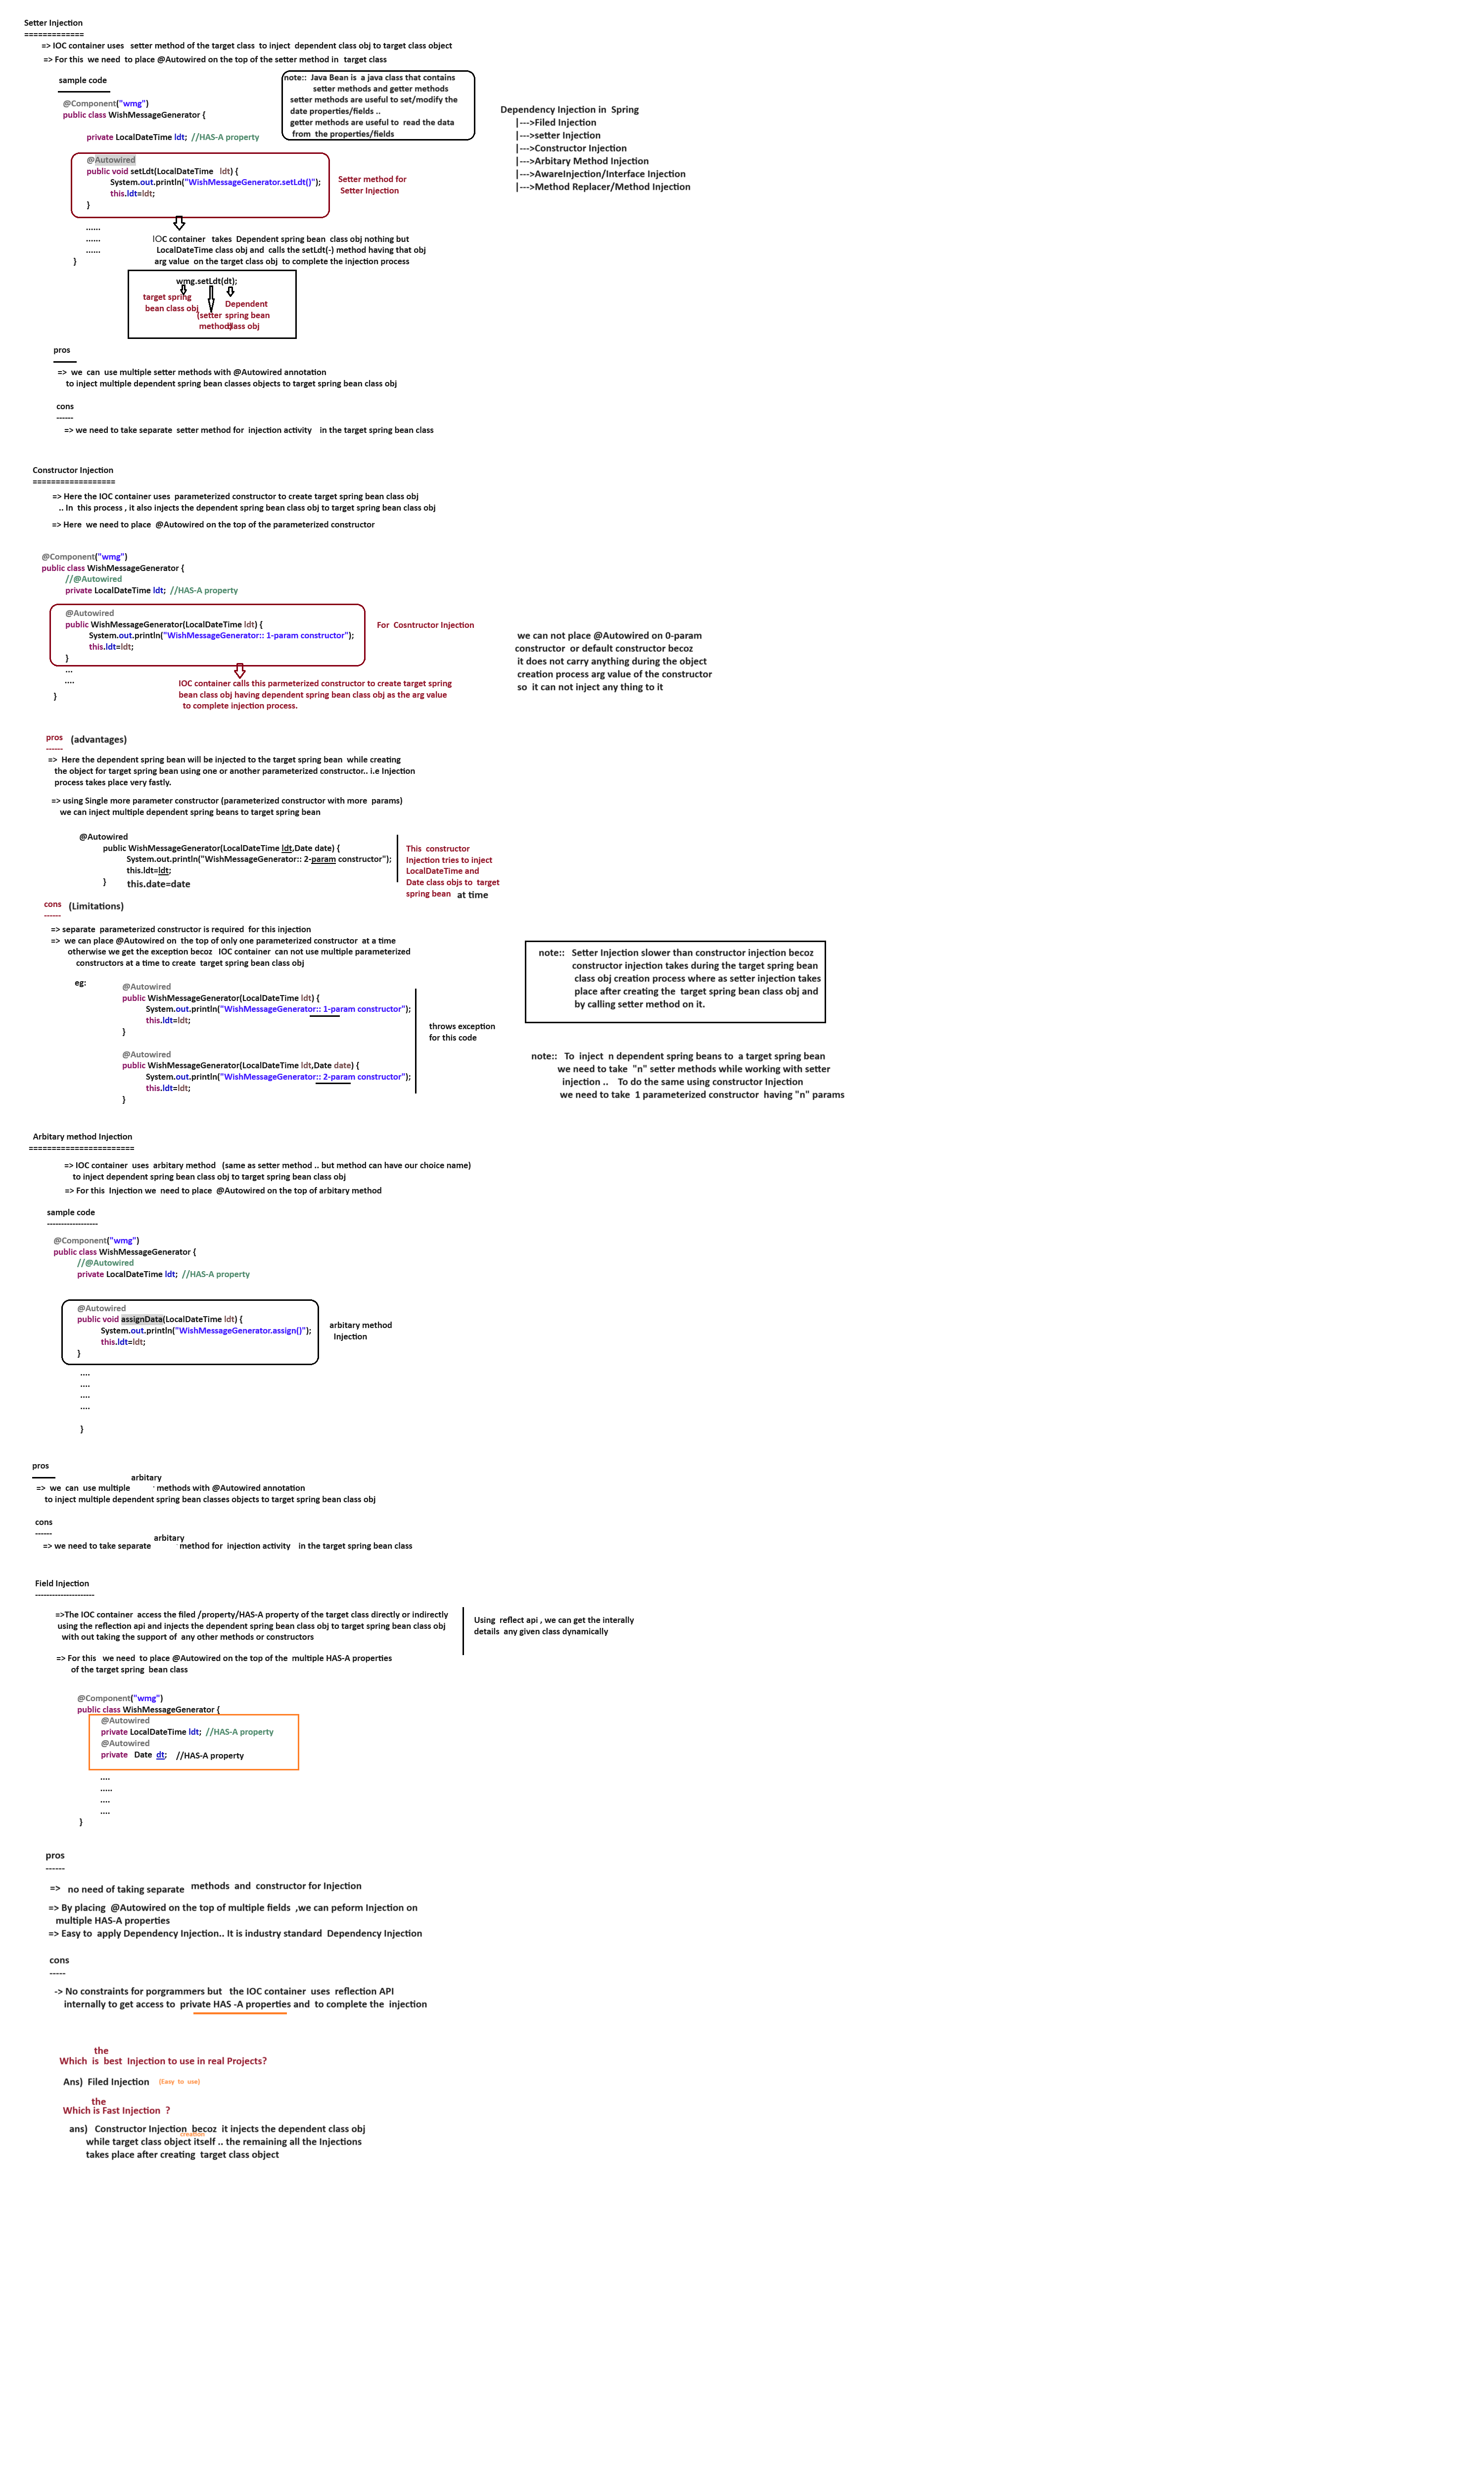 Setter Injection
=============
=> IOC container uses   setter method of the target class  to inject  dependent class obj to target class object
=> For this  we need  to place @Autowired on the top of the setter method in  target class
sample code
@Component("wmg")
public class WishMessageGenerator {
private LocalDateTime ldt;  //HAS-A property
note::  Java Bean is  a java class that contains
setter methods and getter methods
setter methods are useful to set/modify the
date properties/fields ..
getter methods are useful to  read the data
from  the properties/fields
Dependency Injection in  Spring
|--->Filed Injection
|--->setter Injection
|--->Constructor Injection
|--->Arbitary Method Injection
|--->AwareInjection/Interface Injection
|--->Method Replacer/Method Injection
@Autowired
public void setLdt(LocalDateTime   ldt) {
System.out.println("WishMessageGenerator.setLdt()");
this.ldt=ldt;
}
Setter method for
Setter Injection
......
......
......
}
IOC container   takes  Dependent spring bean  class obj nothing but
LocalDateTime class obj and  calls the setLdt(-) method having that obj
arg value  on the target class obj  to complete the injection process
wmg.setLdt(dt);
target spring
bean class obj
(setter
method)
Dependent
spring bean
class obj
pros
=>  we  can  use multiple setter methods with @Autowired annotation
to inject multiple dependent spring bean classes objects to target spring bean class obj
cons
------
=> we need to take separate  setter method for  injection activity   in the target spring bean class
Constructor Injection
==================
=> Here the IOC container uses  parameterized constructor to create target spring bean class obj
.. In  this process , it also injects the dependent spring bean class obj to target spring bean class obj
=> Here  we need to place  @Autowired on the top of the parameterized constructor
@Component("wmg")
public class WishMessageGenerator {
//@Autowired
private LocalDateTime ldt;  //HAS-A property
@Autowired
public WishMessageGenerator(LocalDateTime ldt) {
System.out.println("WishMessageGenerator:: 1-param constructor");
this.ldt=ldt;
}
For  Cosntructor Injection
...
....
}
IOC container calls this parmeterized constructor to create target spring
bean class obj having dependent spring bean class obj as the arg value
to complete injection process.
we can not place @Autowired on 0-param
constructor  or default constructor becoz
it does not carry anything during the object
creation process arg value of the constructor
so  it can not inject any thing to it
pros   (advantages)
------
=>  Here the dependent spring bean will be injected to the target spring bean  while creating
the object for target spring bean using one or another parameterized constructor.. i.e Injection
process takes place very fastly.
=> using Single more parameter constructor (parameterized constructor with more  params)
we can inject multiple dependent spring beans to target spring bean
@Autowired
public WishMessageGenerator(LocalDateTime ldt,Date date) {
System.out.println("WishMessageGenerator:: 2-param constructor");
this.ldt=ldt;
}       this.date=date
This  constructor
Injection tries to inject
LocalDateTime and
Date class objs to  target
spring bean   at time
cons   (Limitations)
------
=> separate  parameterized constructor is required  for this injection
=>  we can place @Autowired on  the top of only one parameterized constructor  at a time
otherwise we get the exception becoz   IOC container  can not use multiple parameterized
constructors at a time to create  target spring bean class obj
eg:
@Autowired
public WishMessageGenerator(LocalDateTime ldt) {
System.out.println("WishMessageGenerator:: 1-param constructor");
this.ldt=ldt;
}
@Autowired
public WishMessageGenerator(LocalDateTime ldt,Date date) {
System.out.println("WishMessageGenerator:: 2-param constructor");
this.ldt=ldt;
}
throws exception
for this code
note::   Setter Injection slower than constructor injection becoz
constructor injection takes during the target spring bean
class obj creation process where as setter injection takes
place after creating the  target spring bean class obj and
by calling setter method on it.
note::   To  inject  n dependent spring beans to  a target spring bean
we need to take  "n" setter methods while working with setter
injection ..    To do the same using constructor Injection
we need to take  1 parameterized constructor  having "n" params
Arbitary method Injection
=======================
=> IOC container  uses  arbitary method   (same as setter method .. but method can have our choice name)
to inject dependent spring bean class obj to target spring bean class obj
=> For this  Injection we  need to place  @Autowired on the top of arbitary method
sample code
------------------
@Component("wmg")
public class WishMessageGenerator {
//@Autowired
private LocalDateTime ldt;  //HAS-A property
@Autowired
public void assignData(LocalDateTime ldt) {
System.out.println("WishMessageGenerator.assign()");
this.ldt=ldt;
}
arbitary method
Injection
....
....
....
....
}
pros
arbitary
=>  we  can  use multiple           methods with @Autowired annotation
to inject multiple dependent spring bean classes objects to target spring bean class obj
cons
------
arbitary
=> we need to take separate           method for  injection activity   in the target spring bean class
Field Injection
---------------------
=>The IOC container  access the filed /property/HAS-A property of the target class directly or indirectly
using the reflection api and injects the dependent spring bean class obj to target spring bean class obj
with out taking the support of  any other methods or constructors
Using  reflect api , we can get the interally
details  any given class dynamically
=> For this   we need  to place @Autowired on the top of the  multiple HAS-A properties
of the target spring  bean class
@Component("wmg")
public class WishMessageGenerator {
@Autowired
private LocalDateTime ldt;  //HAS-A property
@Autowired
private   Date  dt;    //HAS-A property
....
.....
....
....
}
pros
------
=>   no need of taking separate   methods  and  constructor for Injection
=> By placing  @Autowired on the top of multiple fields  ,we can peform Injection on
multiple HAS-A properties
=> Easy to  apply Dependency Injection.. It is industry standard  Dependency Injection
cons
-----
-> No constraints for porgrammers but   the IOC container  uses  reflection API
internally to get access to  private HAS -A properties and  to complete the  injection
the
Which  is  best  Injection to use in real Projects?
Ans)  Filed Injection    (Easy  to  use)
the
Which is Fast Injection  ?
ans)   Constructor Injection  becoz  it injects the dependent class obj
creation
while target class object itself .. the remaining all the Injections
takes place after creating  target class object